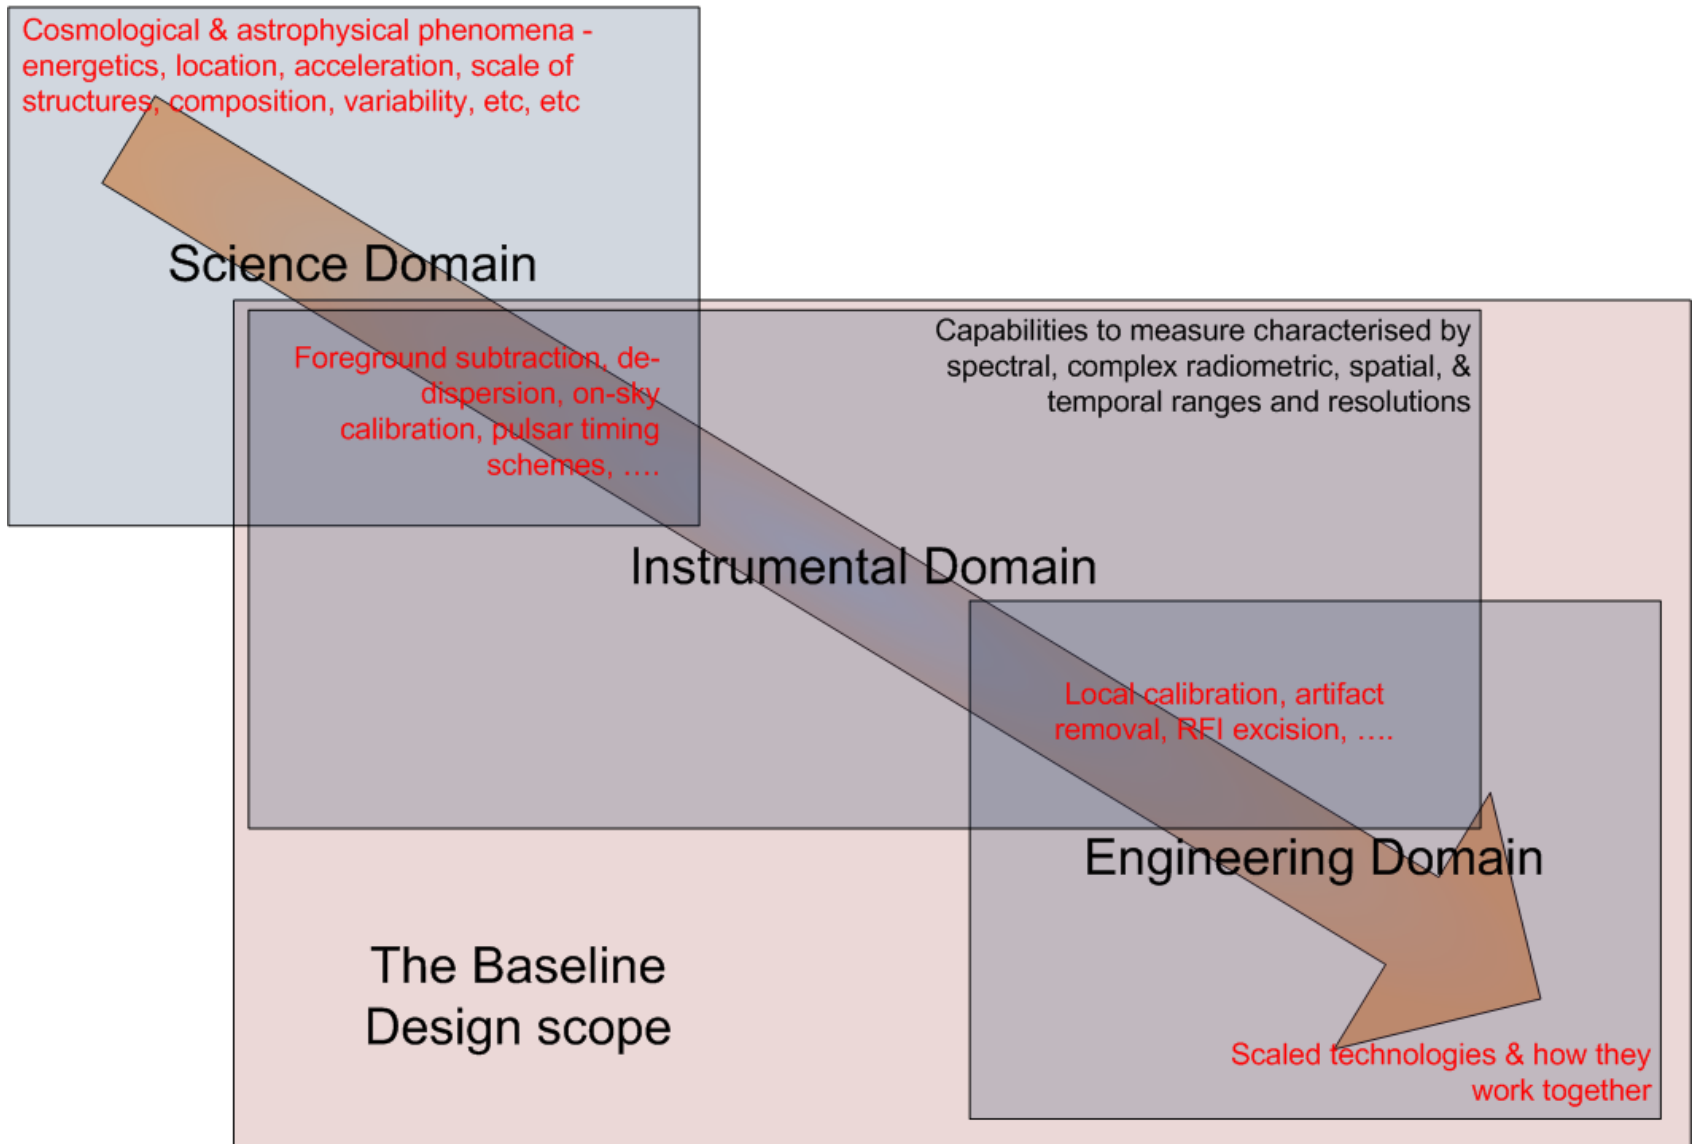 Cosmological & astrophysical phenomena -
energetics, location, acceleration, scale of
structures, composition, variability, etc, etc
Science Domain
Foreground subtraction, de-
dispersion, on-sky
calibration, pulsar timing
schemes, ....
Capabilities to measure characterised by
spectral, complex radiometric, spatial, &
temporal ranges and resolutions
Instrumental Domain
Local calibration, artifact
removal, RFI excision, ....
Engineering Domain
The Baseline
Design scope
Scaled technologies & how they
work together